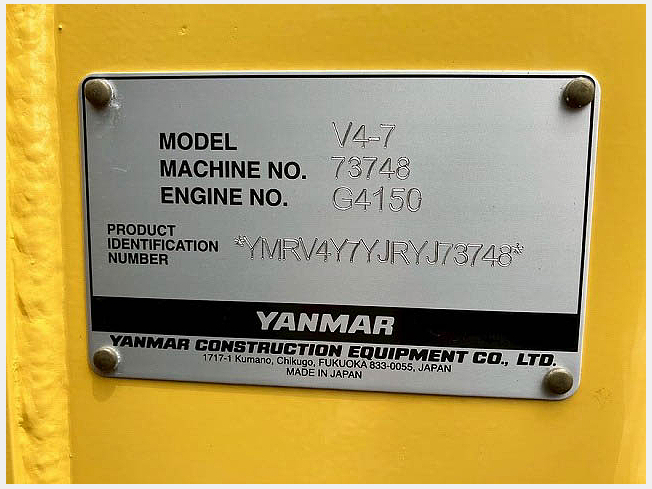 MODEL V4-7
MACHINE NO. 73748
ENGINE NO. G4150
PRODUCT
IDENTIFICATION
NUMBER
*YMRV4Y7YJRYJ73748*
YANMAR
YANMAR CONSTRUCTION EQUIPMENT CO., LTD.
1717-1 Kumano, Chikugo, FUKUOKA 833-0055, JAPAN
MADE IN JAPAN